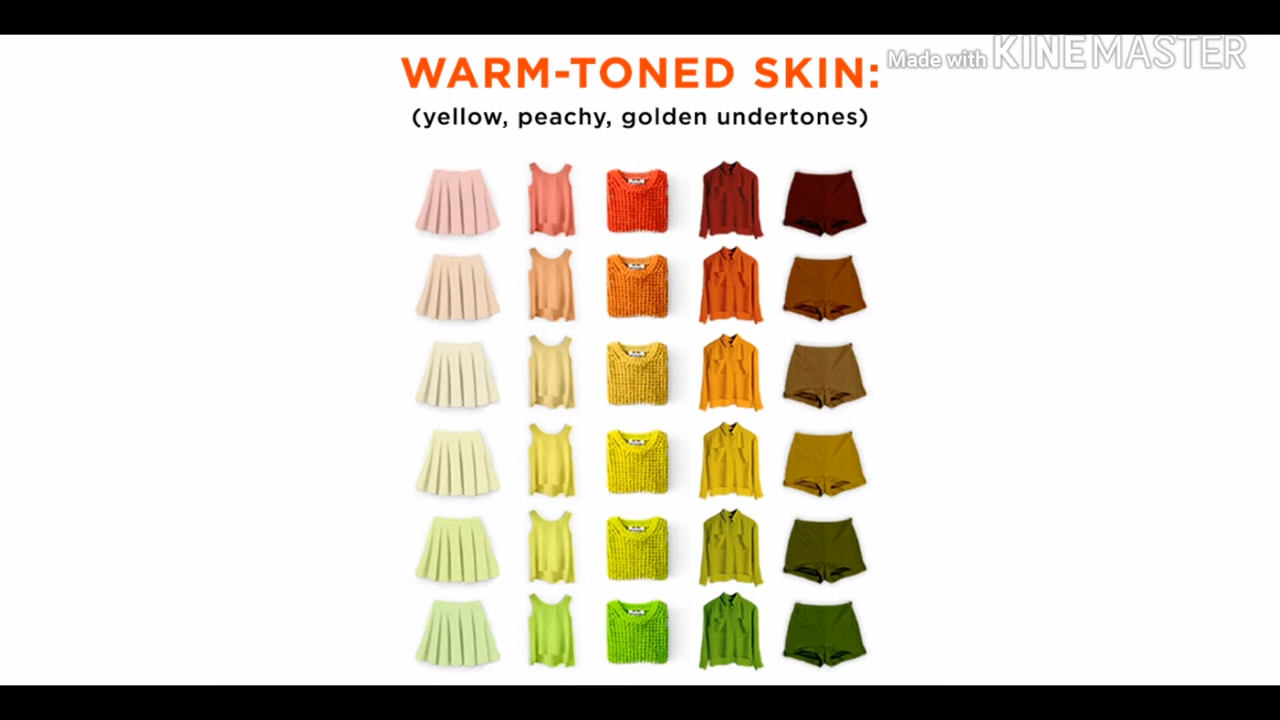 WARM-TONED SKIN:
Made with KINEMASTER
(yellow, peachy, golden undertones)